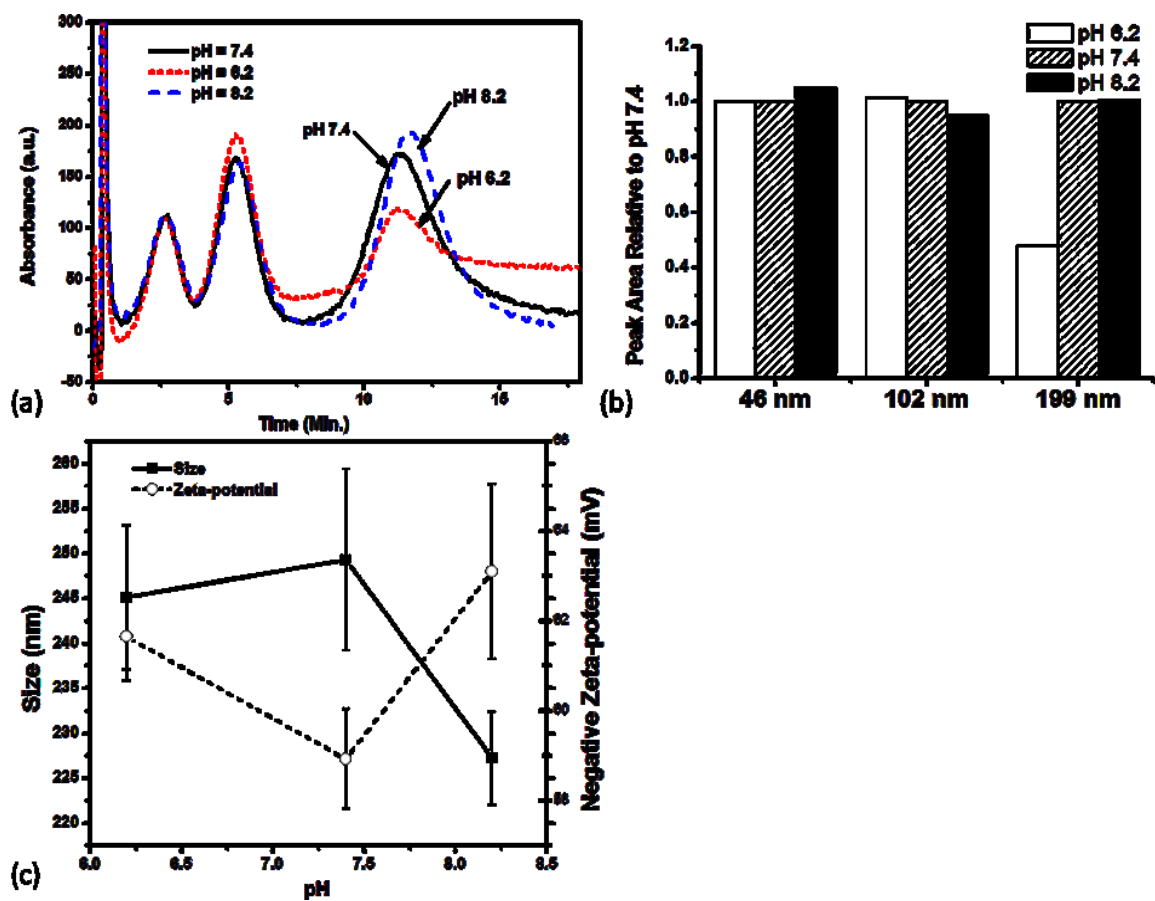 300
250
200
150
100
50
0
-50
Absorbance (a.u.)
pH = 7.4
pH = 6.2
pH = 8.2
pH 8.2
pH 7.4
pH 6.2
0
5
10
15
Time (Min.)
(a)
pH 6.2
pH 7.4
pH 8.2
1.2
1.0
0.8
0.6
0.4
0.2
0.0
Peak Area Relative to pH 7.4
46 nm
102 nm
199 nm
(b)
Size
Zeta-potential
260
255
250
245
240
235
230
225
220
Size (nm)
66
64
62
60
58
Negative Zeta-potential (mV)
6.0
6.5
7.0
7.5
8.0
8.5
pH
(c)